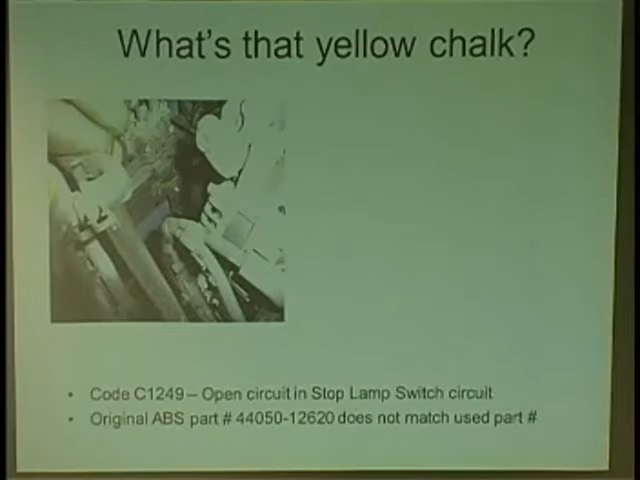 What's that yellow chalk?
• Code C1249 – Open circuit in Stop Lamp Switch circuit
• Original ABS part # 44050-12620 does not match used part #